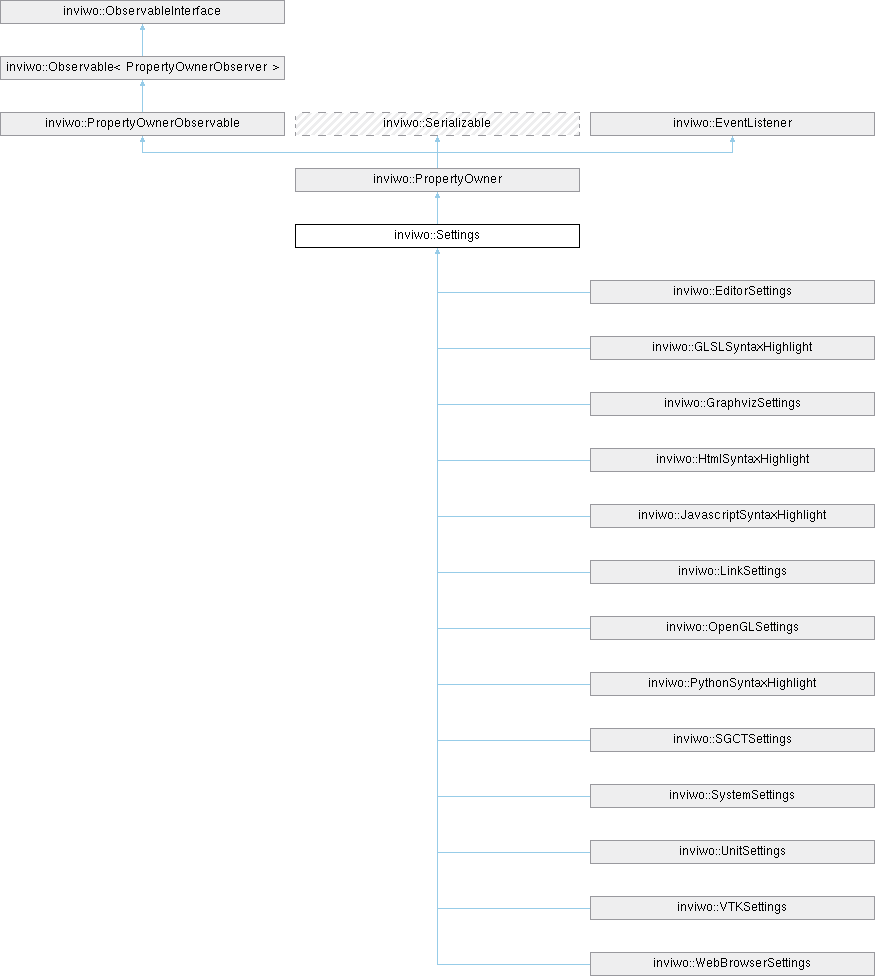 inviwo::ObservableInterface
inviwo::Observable< PropertyOwnerObserver >
inviwo::PropertyOwnerObservable
inviwo::Serializable
inviwo::EventListener
inviwo::PropertyOwner
inviwo::Settings
inviwo::EditorSettings
inviwo::GLSLSyntaxHighlight
inviwo::GraphvizSettings
inviwo::HtmlSyntaxHighlight
inviwo::JavascriptSyntaxHighlight
inviwo::LinkSettings
inviwo::OpenGLSettings
inviwo::PythonSyntaxHighlight
inviwo::SGCTSettings
inviwo::SystemSettings
inviwo::UnitSettings
inviwo::VTKSettings
inviwo::WebBrowserSettings